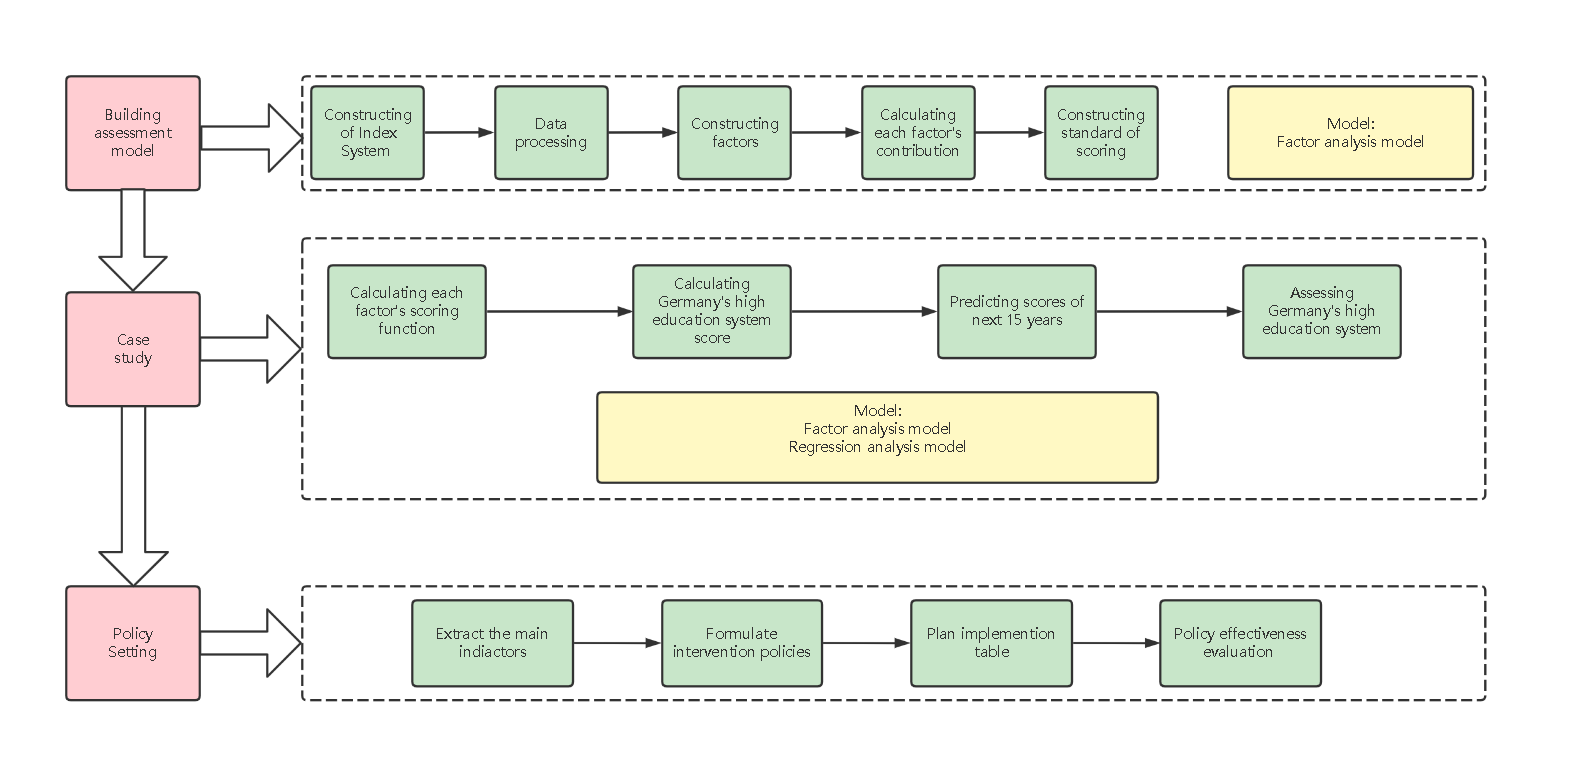 Building
assessment
model
Constructing
of Index
System
Data
processing
Constructing
factors
Calculating
each factor's
contribution
Constructing
standard of
scoring
Model:
Factor analysis model
Case
study
Calculating each
factor's scoring
function
Calculating
Germany's high
education system
score
Predicting scores of
next 15 years
Assessing
Germany's high
education system
Model:
Factor analysis model
Regression analysis model
Policy
Setting
Extract the main
indiactors
Formulate
intervention policies
Plan implemention
table
Policy effectiveness
evaluation